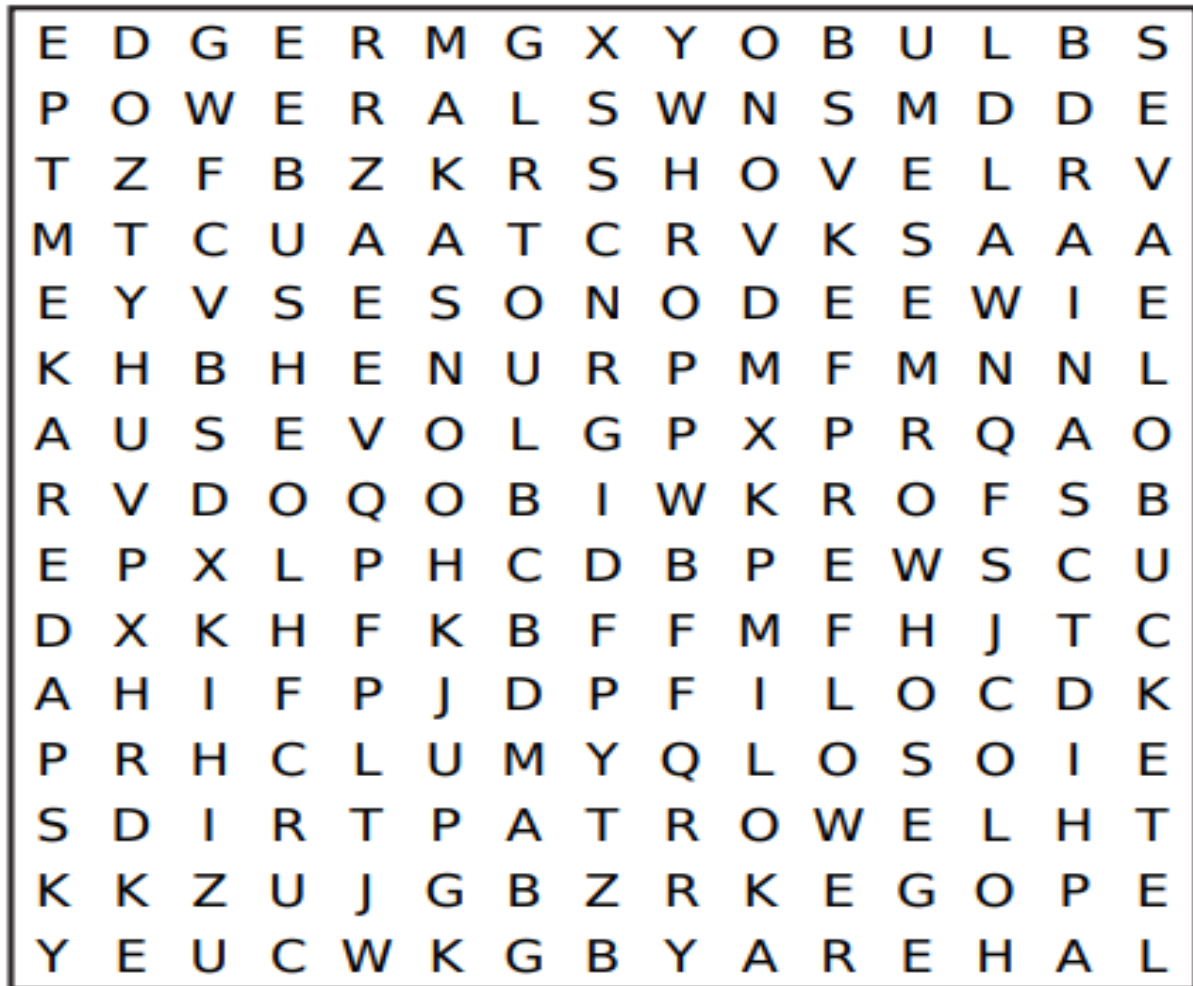 E D G E R M G X Y O B U L B S
P O W E R A L S W N S M D D E
T Z F B Z K R S H O V E L R V
M T C U A A T C R V K S A A A
E Y V S E S O N O D E E W I E
K H B H E N U R P M F M N N L
A U S E V O L G P X P R Q A O
R V D O Q O B I W K R O F S B
E P X L P H C D B P E W S C U
D X K H F K B F F M F H J T C
A H I F P J D P F I L O C D K
P R H C L U M Y Q L O S O I E
S D I R T P A T R O W E L H T
K K Z U J G B Z R K E G O P E
Y E U C W K G B Y A R E H A L